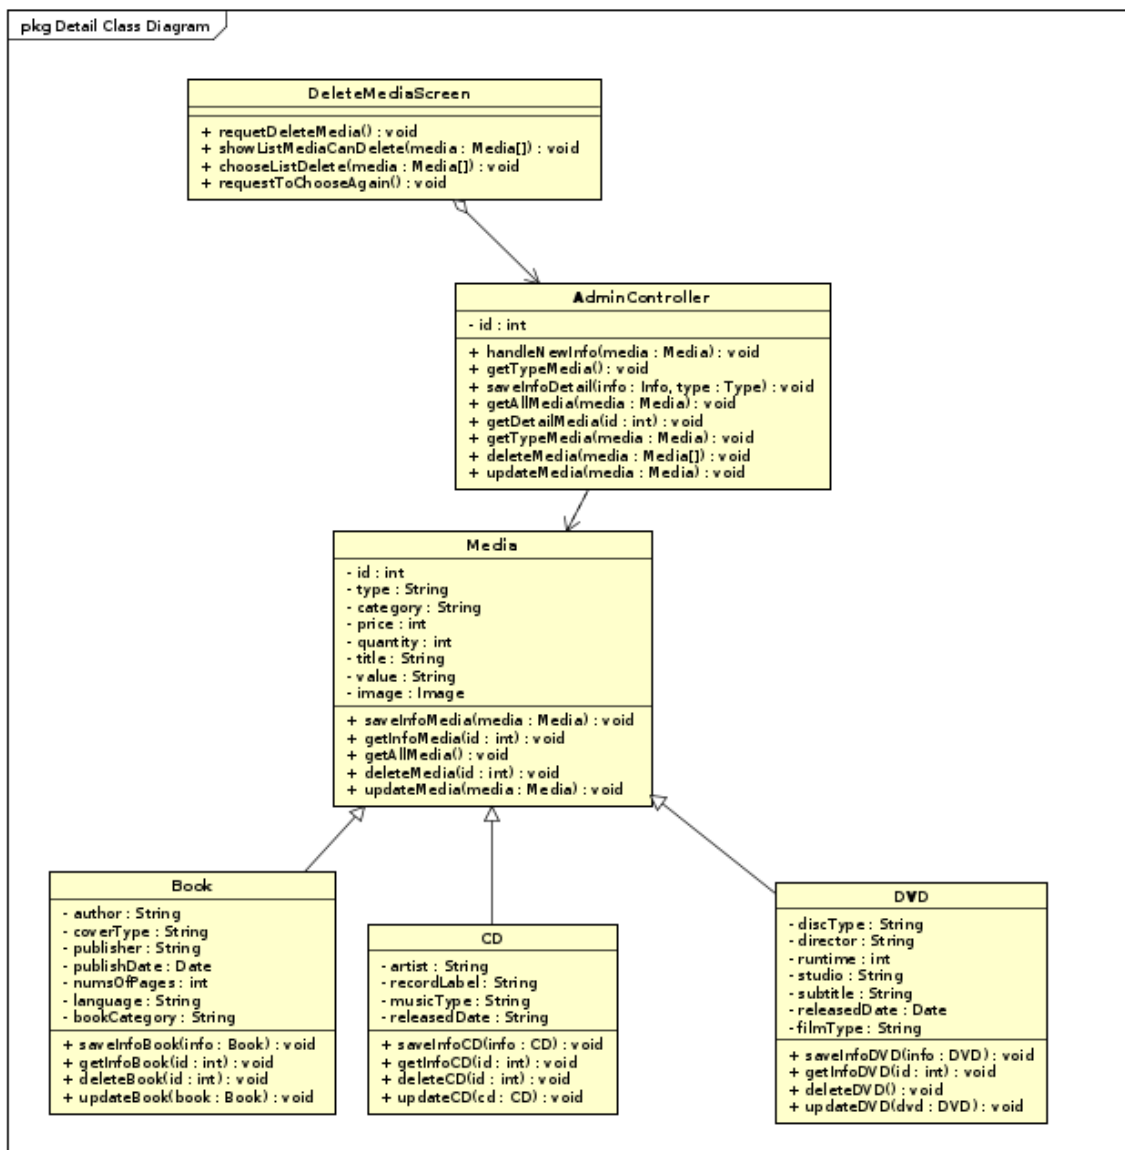 pkg Detail Class Diagram
DeleteMediaScreen
+ requetDeleteMedia() : void
+ showListMediaCanDelete(media : Media[]) : void
+ chooseListDelete(media : Media[]) : void
+ requestToChooseAgain() : void
AdminController
- id : int
+ handleNewInfo(media : Media) : void
+ getTypeMedia() : void
+ saveInfoDetail(info : Info, type : Type) : void
+ getAllMedia(media : Media) : void
+ getDetailMedia(id : int) : void
+ getTypeMedia(media : Media) : void
+ deleteMedia(media : Media[]) : void
+ updateMedia(media : Media) : void
Media
- id : int
- type : String
- category : String
- price : int
- quantity : int
- title : String
- value : String
- image : Image
+ saveInfoMedia(media : Media) : void
+ getInfoMedia(id : int) : void
+ getAllMedia() : void
+ deleteMedia(id : int) : void
+ updateMedia(media : Media) : void
Book
- author : String
- coverType : String
- publisher : String
- publishDate : Date
- numsOfPages : int
- language : String
- bookCategory : String
+ saveInfoBook(info : Book) : void
+ getInfoBook(id : int) : void
+ deleteBook(id : int) : void
+ updateBook(book : Book) : void
CD
- artist : String
- recordLabel : String
- musicType : String
- releasedDate : String
+ saveInfoCD(info : CD) : void
+ getInfoCD(id : int) : void
+ deleteCD(id : int) : void
+ updateCD(cd : CD) : void
DVD
- discType : String
- director : String
- runtime : int
- studio : String
- subtitle : String
- releasedDate : Date
- filmType : String
+ saveInfoDVD(info : DVD) : void
+ getInfoDVD(id : int) : void
+ deleteDVD() : void
+ updateDVD(dvd : DVD) : void